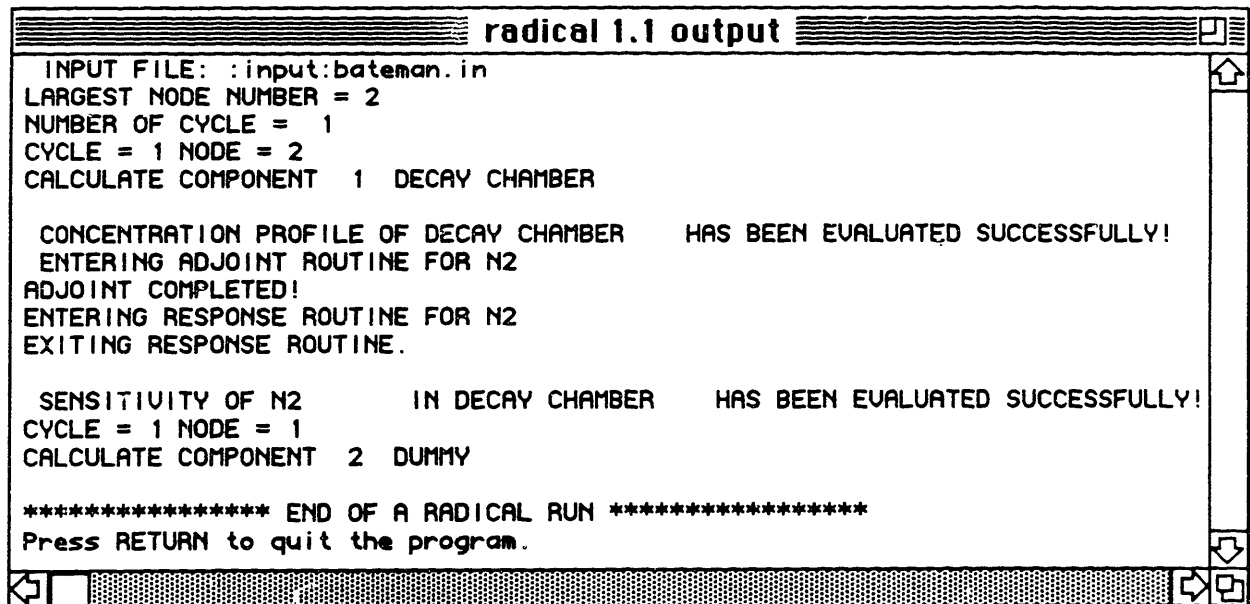 radical 1.1 output
INPUT FILE: :input:bateman.in
LARGEST NODE NUMBER = 2
NUMBER OF CYCLE = 1
CYCLE = 1 NODE = 2
CALCULATE COMPONENT 1 DECAY CHAMBER
CONCENTRATION PROFILE OF DECAY CHAMBER HAS BEEN EVALUATED SUCCESSFULLY!
ENTERING ADJOINT ROUTINE FOR N2
ADJOINT COMPLETED!
ENTERING RESPONSE ROUTINE FOR N2
EXITING RESPONSE ROUTINE.
SENSITIVITY OF N2 IN DECAY CHAMBER HAS BEEN EVALUATED SUCCESSFULLY!
CYCLE = 1 NODE = 1
CALCULATE COMPONENT 2 DUMMY
**************** END OF A RADICAL RUN *****************
Press RETURN to quit the program.